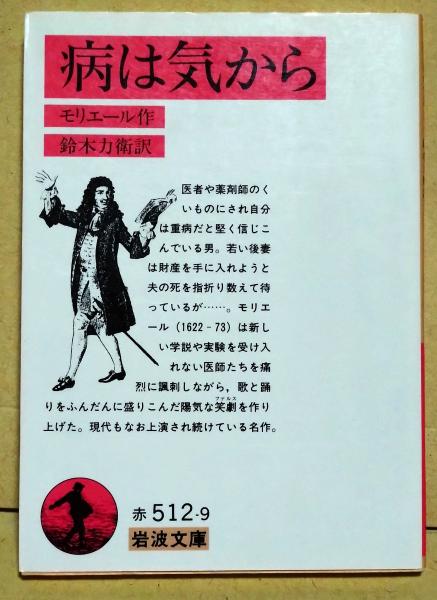 病は気から
モリエール作
鈴木力衛訳
医者や薬剤師のく
いものにされ自分
は重病だと堅く信じこ
んでいる男。若い後妻
は財産を手に入れようと
夫の死を指折り数えて待
っているが……。モリエ
ール(1622-73)は新し
い学説や実験を受け入
れない医師たちを痛
烈に諷刺しながら,歌と踊
りをふんだんに盛りこんだ陽気な笑劇を作り
ファルス
上げた。現代もなお上演され続けている名作。
赤 512-9
岩波文庫